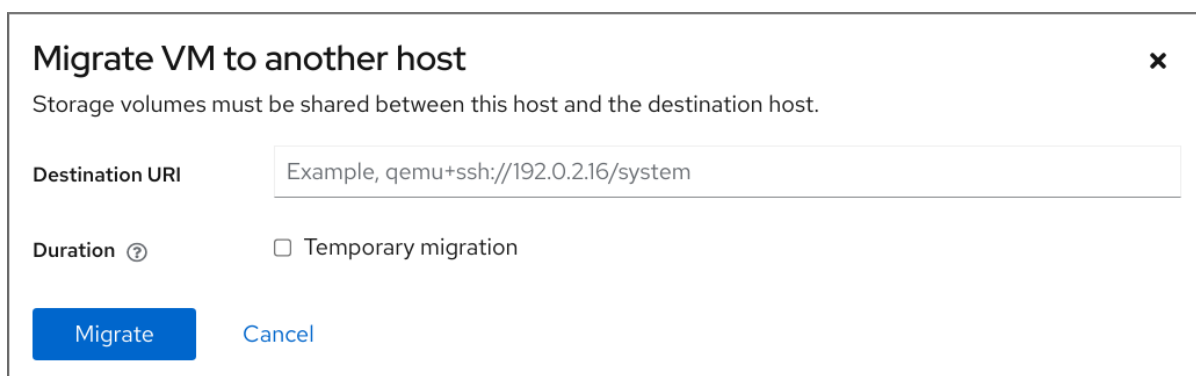 Migrate VM to another host
Storage volumes must be shared between this host and the destination host.
Destination URI
Example, qemu+ssh://192.0.2.16/system
Duration
Temporary migration
Migrate
Cancel